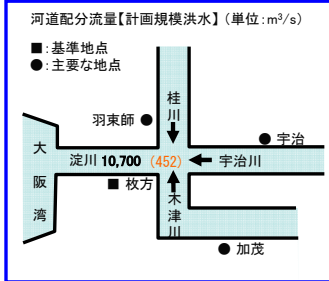 河道配分流量【計画規模洪水】(単位:m³/s)
■:基準地点
●:主要な地点
桂川
羽束師 ●
● 宇治
大阪湾
淀川 10,700 (452)
宇治川
■ 枚方
木津川
● 加茂